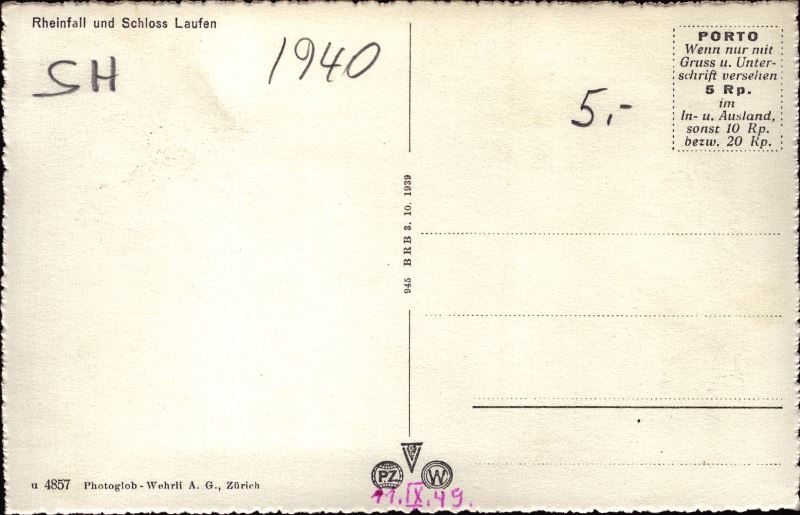 Rheinfall und Schloss Laufen
SH
1940
5.-
PORTO
Wenn nur mit
Gruss u. Unter-
schrift versehen
5 Rp.
im
In- u. Ausland,
sonst 10 Rp.
bezw. 20 Rp.
945 BRB 3. 10. 1939
u 4857 Photoglob-Wehrli A. G., Zürich
PZ
W
11.IX.49.